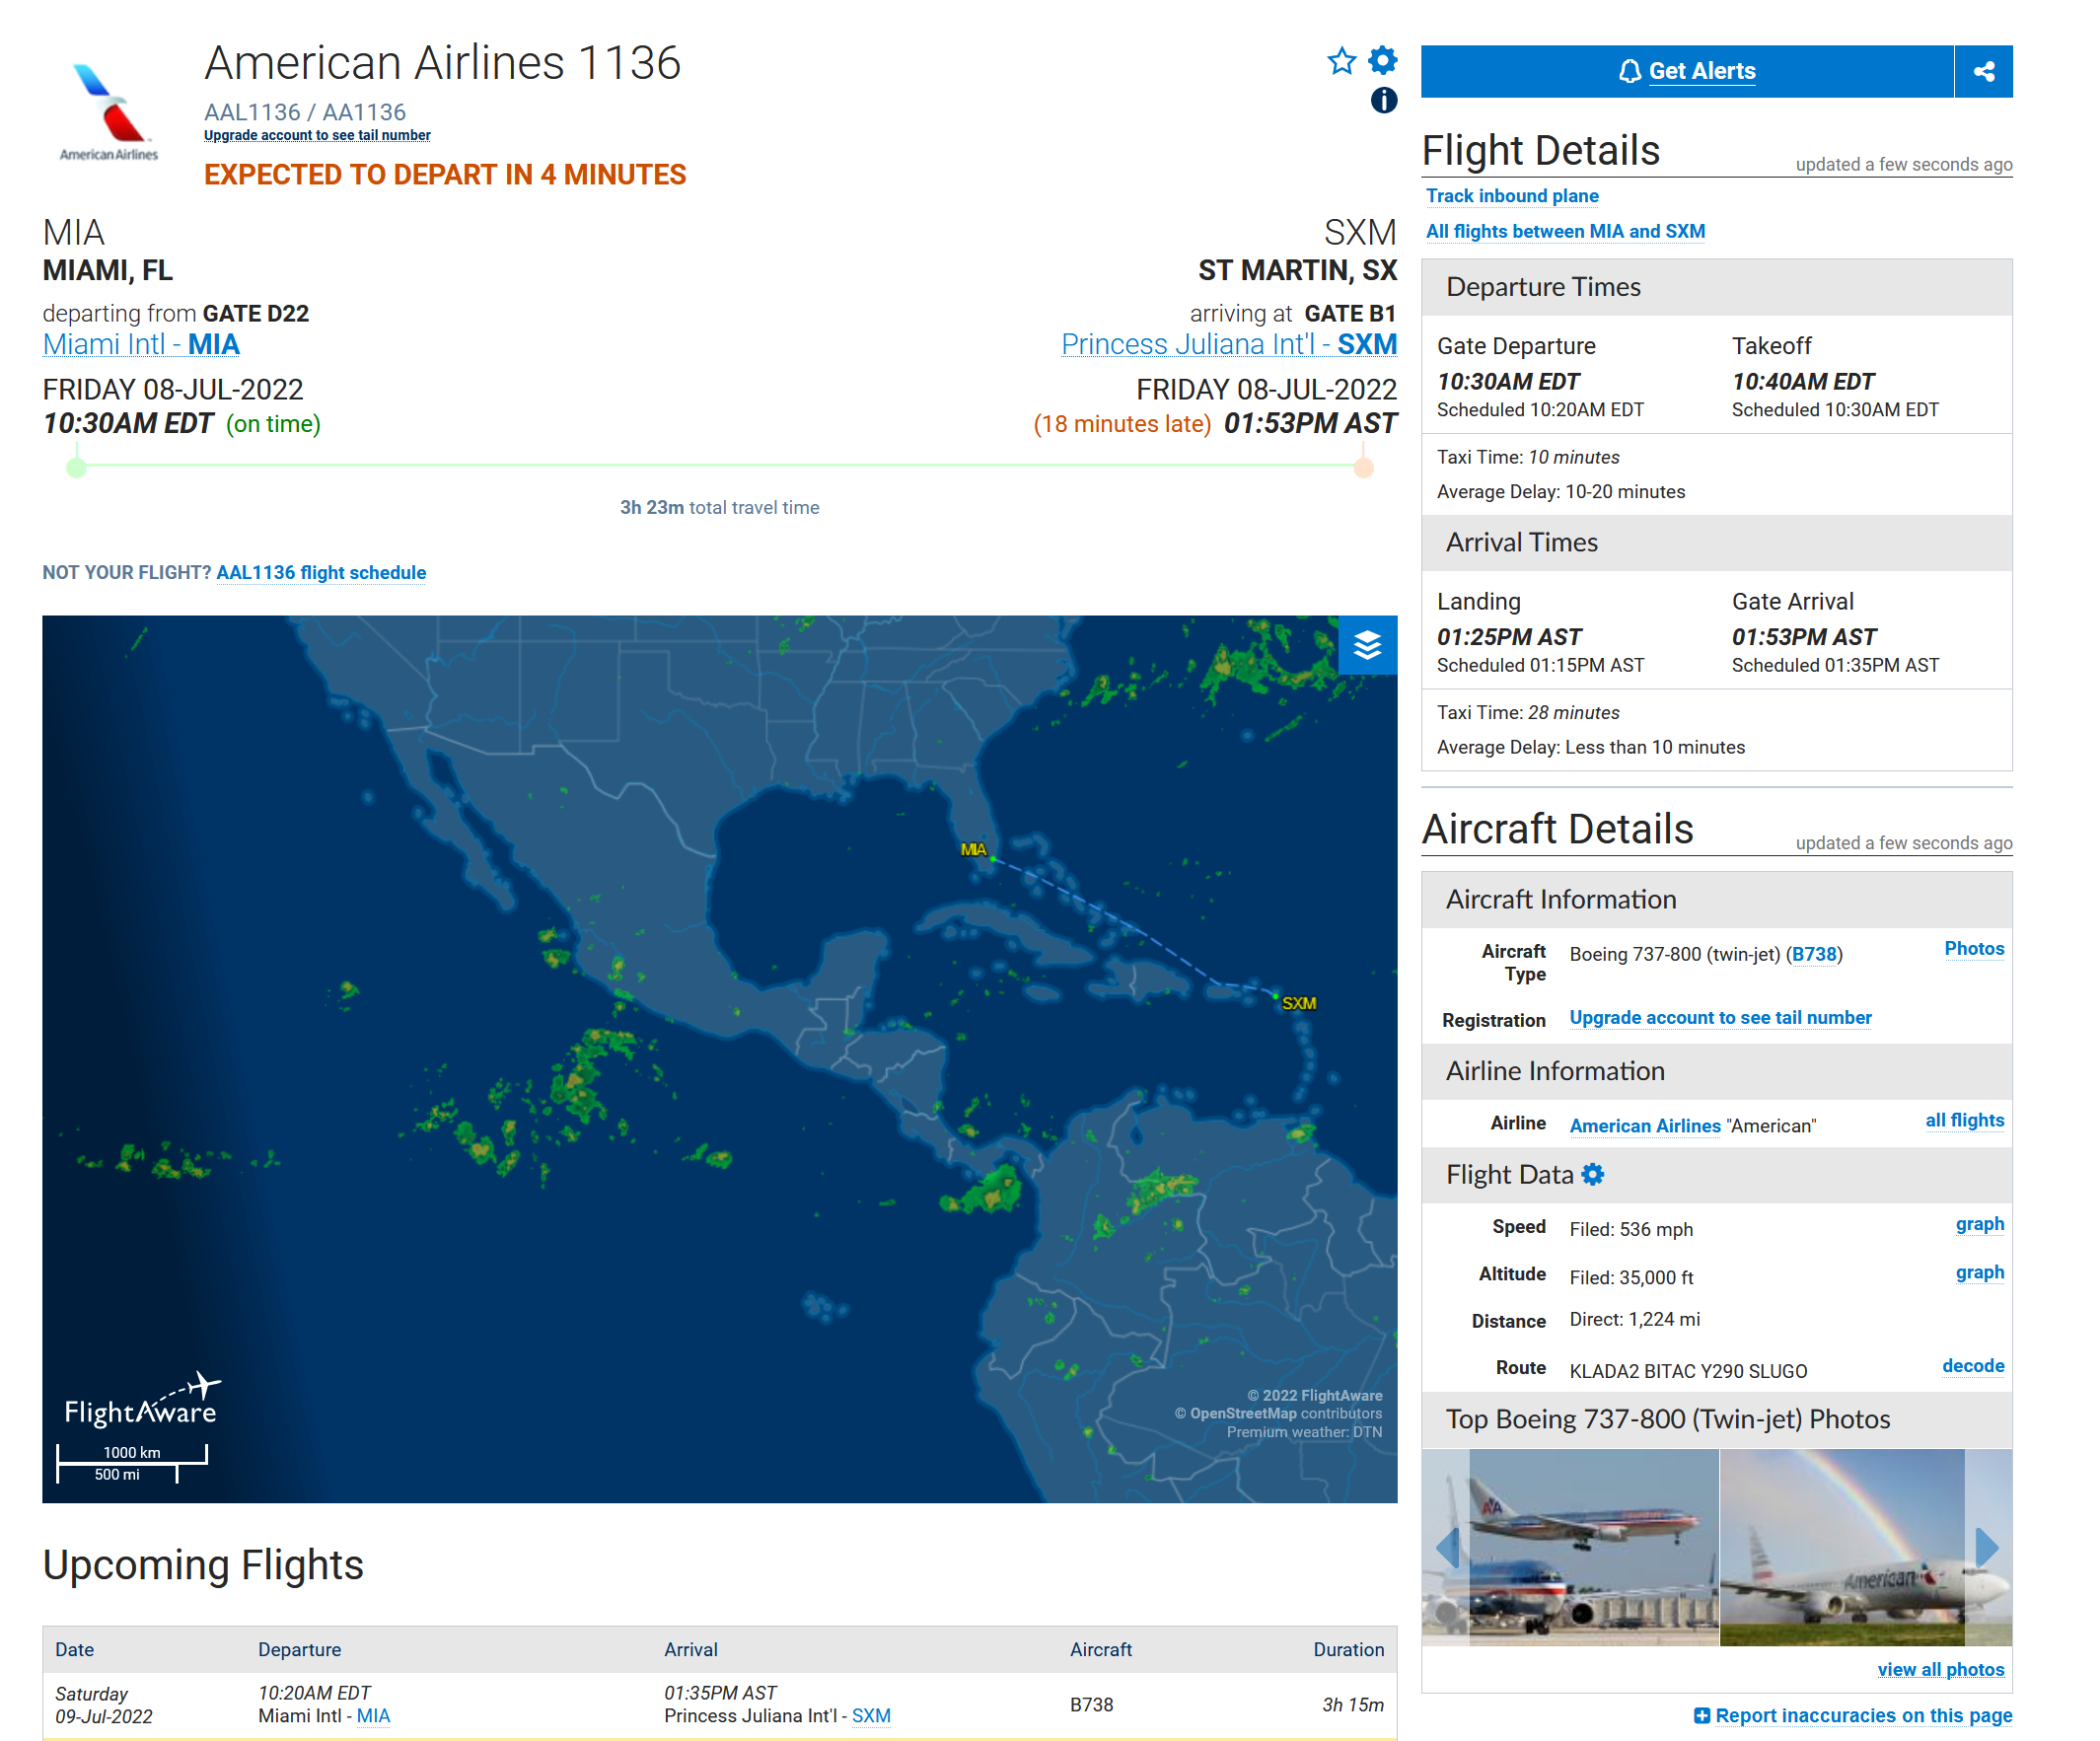 American Airlines 1136
AAL1136 / AA1136
Upgrade account to see tail number
AmericanAirlines
EXPECTED TO DEPART IN 4 MINUTES
MIA
MIAMI, FL
departing from GATE D22
Miami Intl - MIA
FRIDAY 08-JUL-2022
10:30AM EDT (on time)
SXM
ST MARTIN, SX
arriving at GATE B1
Princess Juliana Int'l - SXM
FRIDAY 08-JUL-2022
(18 minutes late) 01:53PM AST
3h 23m total travel time
NOT YOUR FLIGHT? AAL1136 flight schedule
MIA
SXM
FlightAware
1000 km
500 mi
© 2022 FlightAware
© OpenStreetMap contributors
Premium weather: DTN
Upcoming Flights
Date Departure Arrival Aircraft Duration
Saturday 10:20AM EDT 01:35PM AST B738 3h 15m
09-Jul-2022 Miami Intl - MIA Princess Juliana Int'l - SXM
Get Alerts
Flight Details updated a few seconds ago
Track inbound plane
All flights between MIA and SXM
Departure Times
Gate Departure Takeoff
10:30AM EDT 10:40AM EDT
Scheduled 10:20AM EDT Scheduled 10:30AM EDT
Taxi Time: 10 minutes
Average Delay: 10-20 minutes
Arrival Times
Landing Gate Arrival
01:25PM AST 01:53PM AST
Scheduled 01:15PM AST Scheduled 01:35PM AST
Taxi Time: 28 minutes
Average Delay: Less than 10 minutes
Aircraft Details updated a few seconds ago
Aircraft Information
Aircraft Type Boeing 737-800 (twin-jet) (B738) Photos
Registration Upgrade account to see tail number
Airline Information
Airline American Airlines "American" all flights
Flight Data
Speed Filed: 536 mph graph
Altitude Filed: 35,000 ft graph
Distance Direct: 1,224 mi
Route KLADA2 BITAC Y290 SLUGO decode
Top Boeing 737-800 (Twin-jet) Photos
AA
American
view all photos
Report inaccuracies on this page